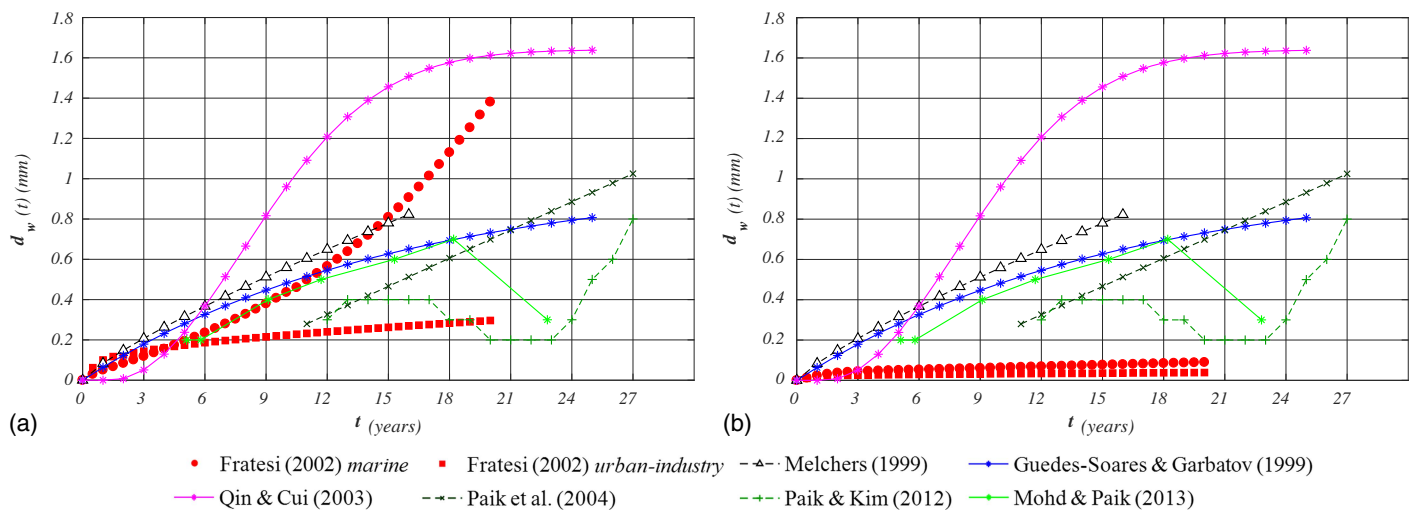 1.8
1.6
1.4
1.2
1
0.8
0.6
0.4
0.2
0
d w (t) (mm)
0 3 6 9 12 15 18 21 24 27
t (years)
(a)
1.8
1.6
1.4
1.2
1
0.8
0.6
0.4
0.2
0
d w (t) (mm)
0 3 6 9 12 15 18 21 24 27
t (years)
(b)
Fratesi (2002) marine Fratesi (2002) urban-industry Melchers (1999) Guedes-Soares & Garbatov (1999)
Qin & Cui (2003) Paik et al. (2004) Paik & Kim (2012) Mohd & Paik (2013)